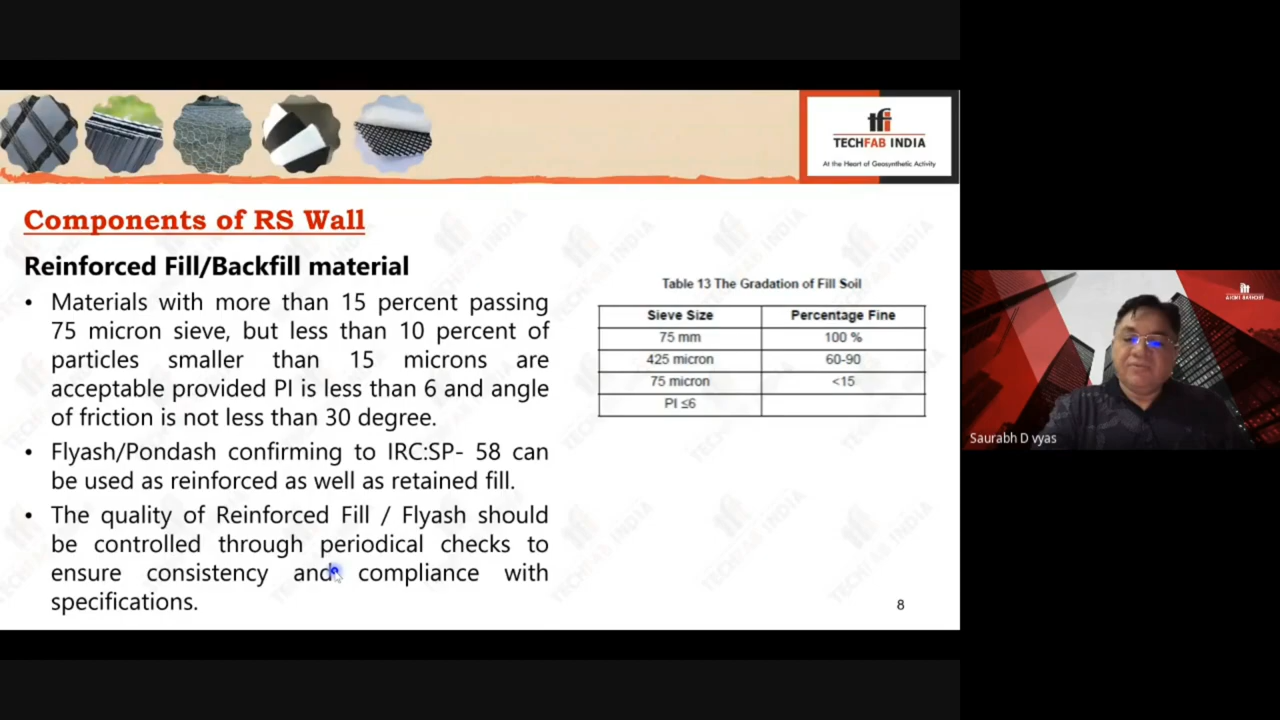 tfi
TECHFAB INDIA
At the Heart of Geosynthetic Activity
Components of RS Wall
Reinforced Fill/Backfill material
• Materials with more than 15 percent passing
75 micron sieve, but less than 10 percent of
particles smaller than 15 microns are
acceptable provided PI is less than 6 and angle
of friction is not less than 30 degree.
• Flyash/Pondash confirming to IRC:SP- 58 can
be used as reinforced as well as retained fill.
• The quality of Reinforced Fill / Flyash should
be controlled through periodical checks to
ensure consistency and compliance with
specifications.
Table 13 The Gradation of Fill Soil
Sieve Size Percentage Fine
75 mm 100 %
425 micron 60-90
75 micron <15
PI ≤6
8
Saurabh D vyas